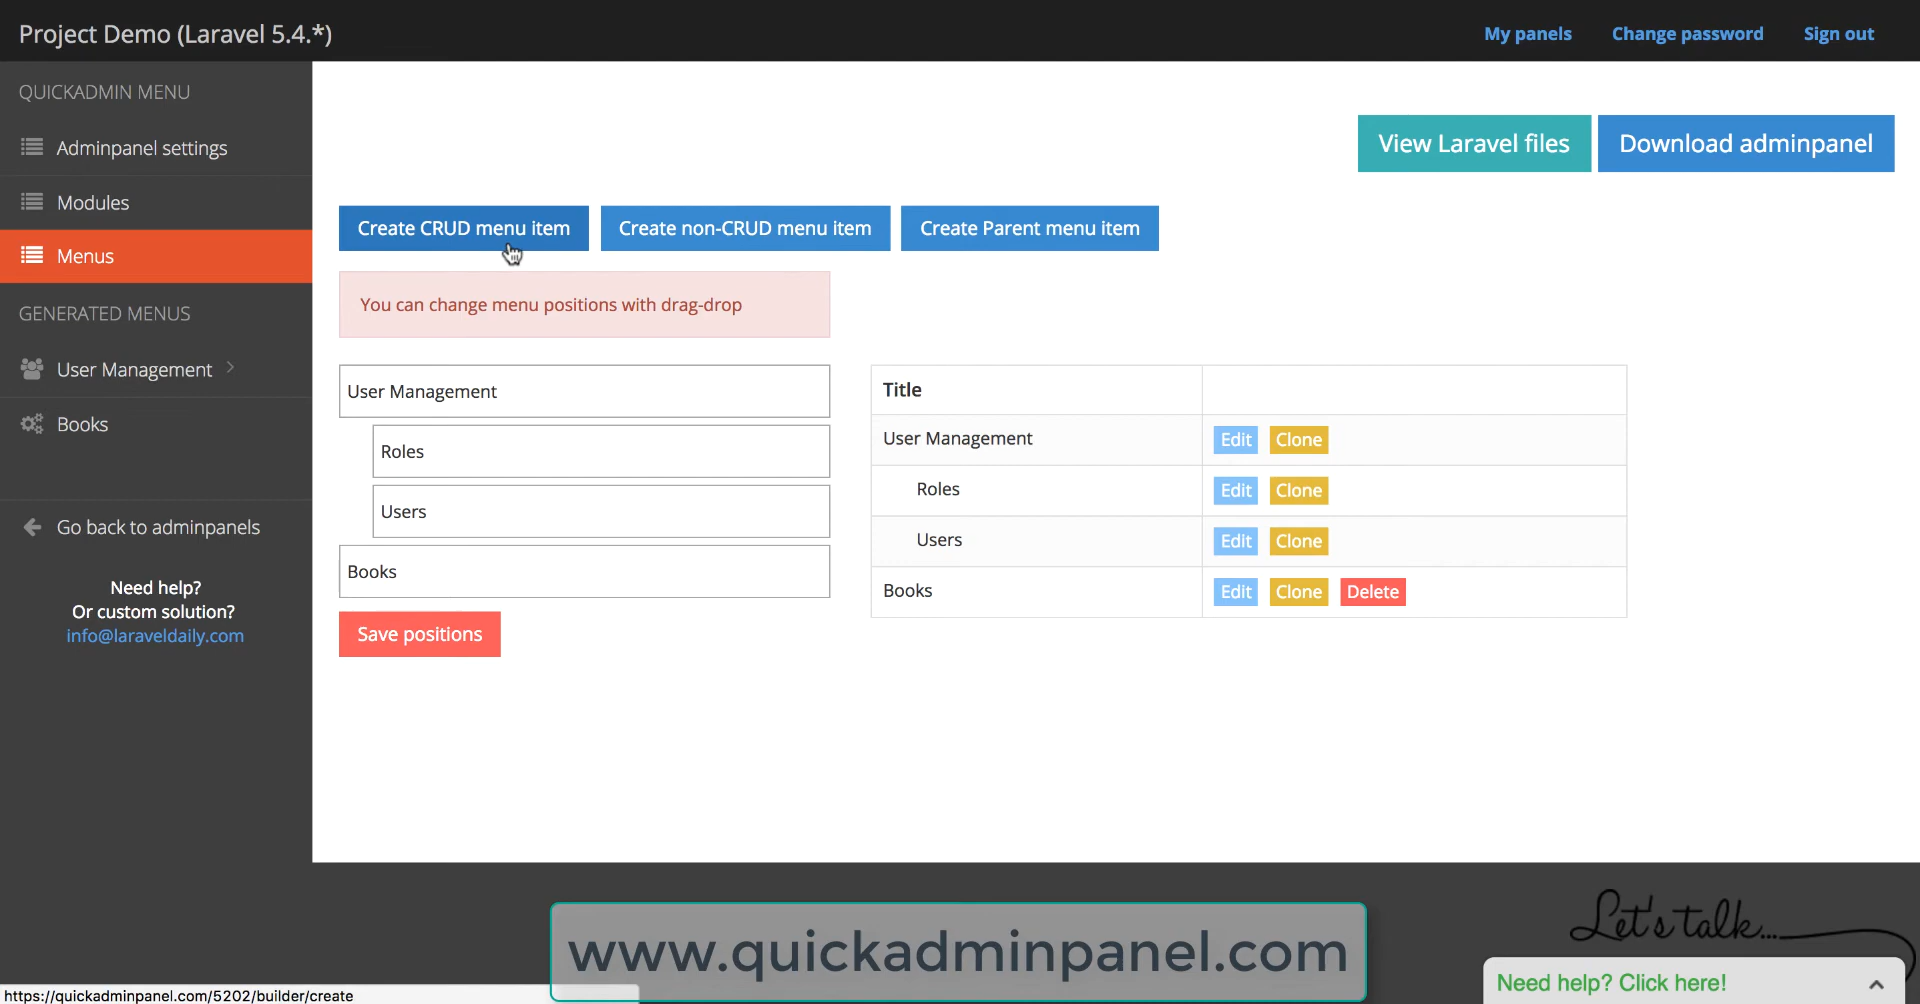 Project Demo (Laravel 5.4.*)
My panels
Change password
Sign out
QUICKADMIN MENU
Adminpanel settings
Modules
Menus
GENERATED MENUS
User Management
Books
Go back to adminpanels
Need help?
Or custom solution?
info@laraveldaily.com
View Laravel files
Download adminpanel
Create CRUD menu item
Create non-CRUD menu item
Create Parent menu item
You can change menu positions with drag-drop
User Management
Roles
Users
Books
Save positions
Title
User Management Edit Clone
Roles Edit Clone
Users Edit Clone
Books Edit Clone Delete
www.quickadminpanel.com
Let's talk...
Need help? Click here!
https://quickadminpanel.com/5202/builder/create